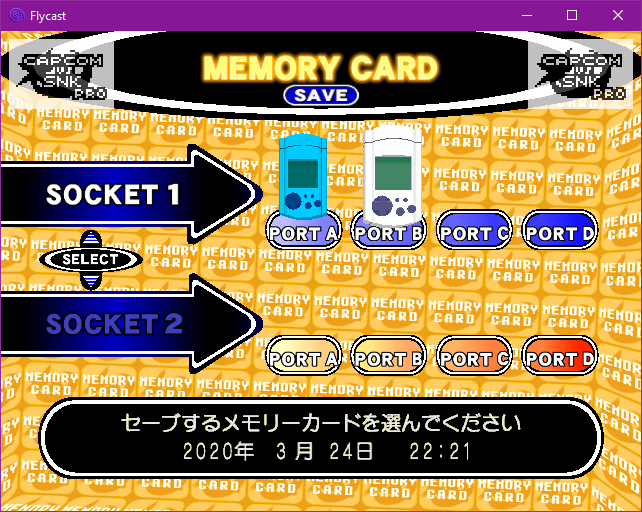 Flycast
CAPCOM
SNK
PRO
MEMORY CARD
SAVE
CAPCOM
SNK
PRO
SOCKET 1
PORT A PORT B PORT C PORT D
SELECT
SOCKET 2
PORT A PORT B PORT C PORT D
セーブするメモリーカードを選んでください
2020年 3月 24日 22:21
MEMORY CARD